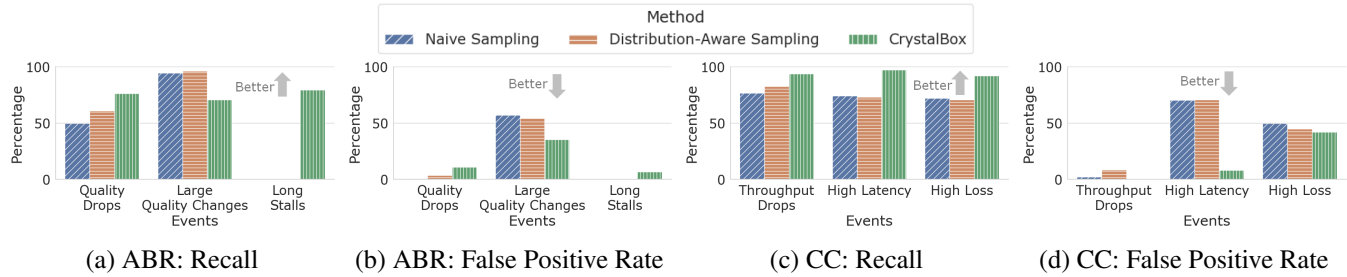 Method
Naive Sampling
Distribution-Aware Sampling
CrystalBox
Percentage
100
50
0
Better
Quality Drops
Large Quality Changes
Long Stalls
Events
(a) ABR: Recall
Percentage
100
50
0
Better
Quality Drops
Large Quality Changes
Long Stalls
Events
(b) ABR: False Positive Rate
Percentage
100
50
0
Better
Throughput Drops
High Latency
High Loss
Events
(c) CC: Recall
Percentage
100
50
0
Better
Throughput Drops
High Latency
High Loss
Events
(d) CC: False Positive Rate